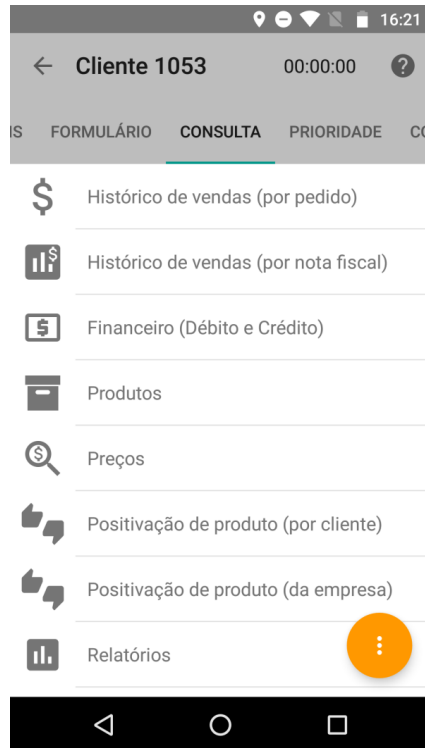 16:21
Cliente 1053 00:00:00
IS FORMULÁRIO CONSULTA PRIORIDADE CO
Histórico de vendas (por pedido)
Histórico de vendas (por nota fiscal)
Financeiro (Débito e Crédito)
Produtos
Preços
Positivação de produto (por cliente)
Positivação de produto (da empresa)
Relatórios